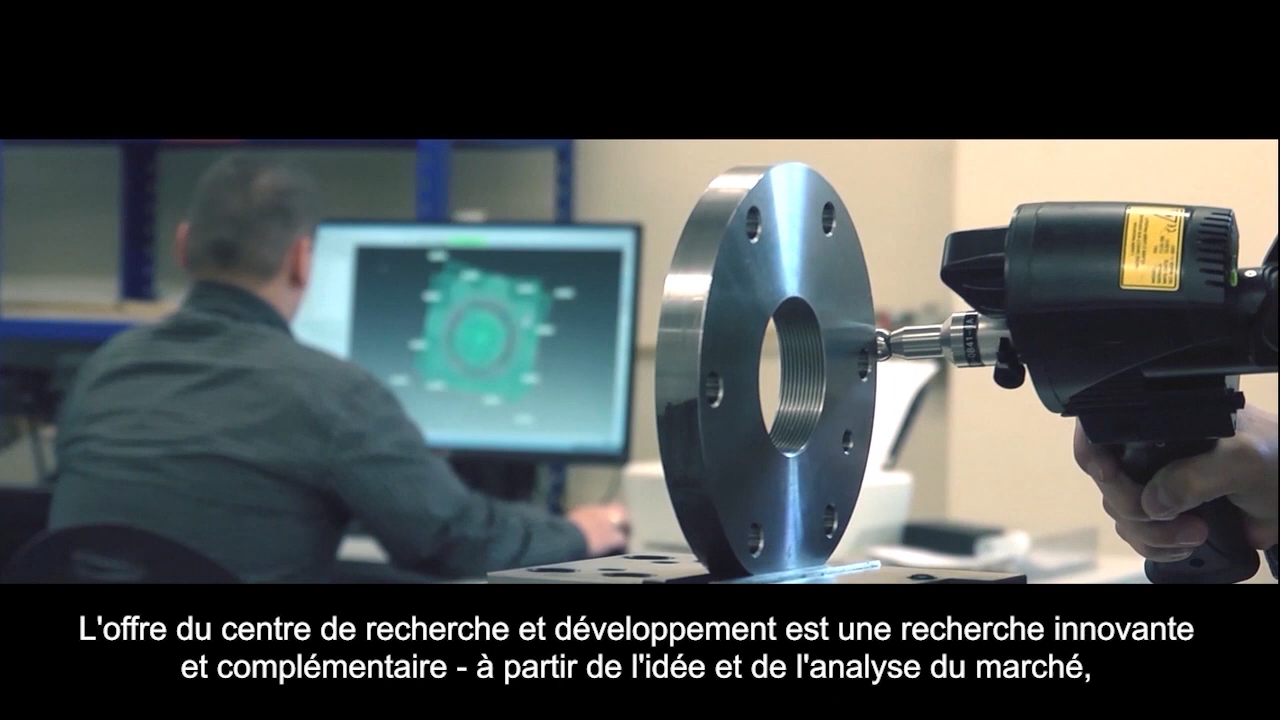 L'offre du centre de recherche et développement est une recherche innovante
et complémentaire - à partir de l'idée et de l'analyse du marché,